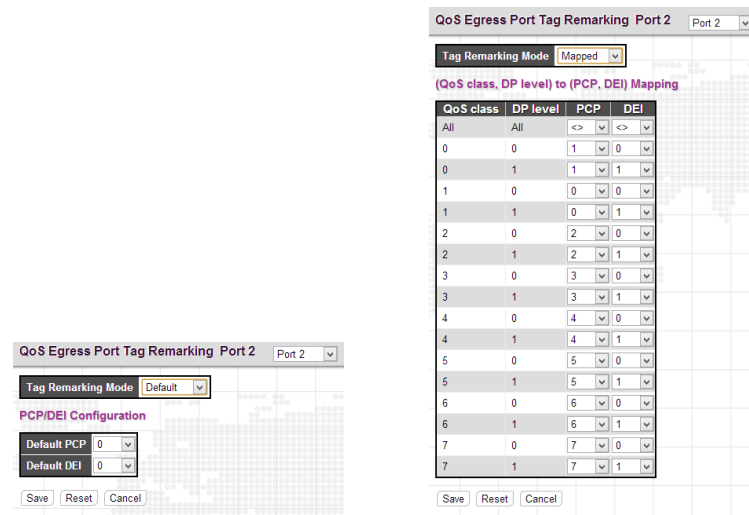 QoS Egress Port Tag Remarking Port 2 Port 2
Tag Remarking Mode Default
PCP/DEI Configuration
Default PCP 0
Default DEI 0
Save Reset Cancel
QoS Egress Port Tag Remarking Port 2 Port 2
Tag Remarking Mode Mapped
(QoS class, DP level) to (PCP, DEI) Mapping
QoS class DP level PCP DEI
All All <> <>
0 0 1 0
0 1 1 1
1 0 0 0
1 1 0 1
2 0 2 0
2 1 2 1
3 0 3 0
3 1 3 1
4 0 4 0
4 1 4 1
5 0 5 0
5 1 5 1
6 0 6 0
6 1 6 1
7 0 7 0
7 1 7 1
Save Reset Cancel